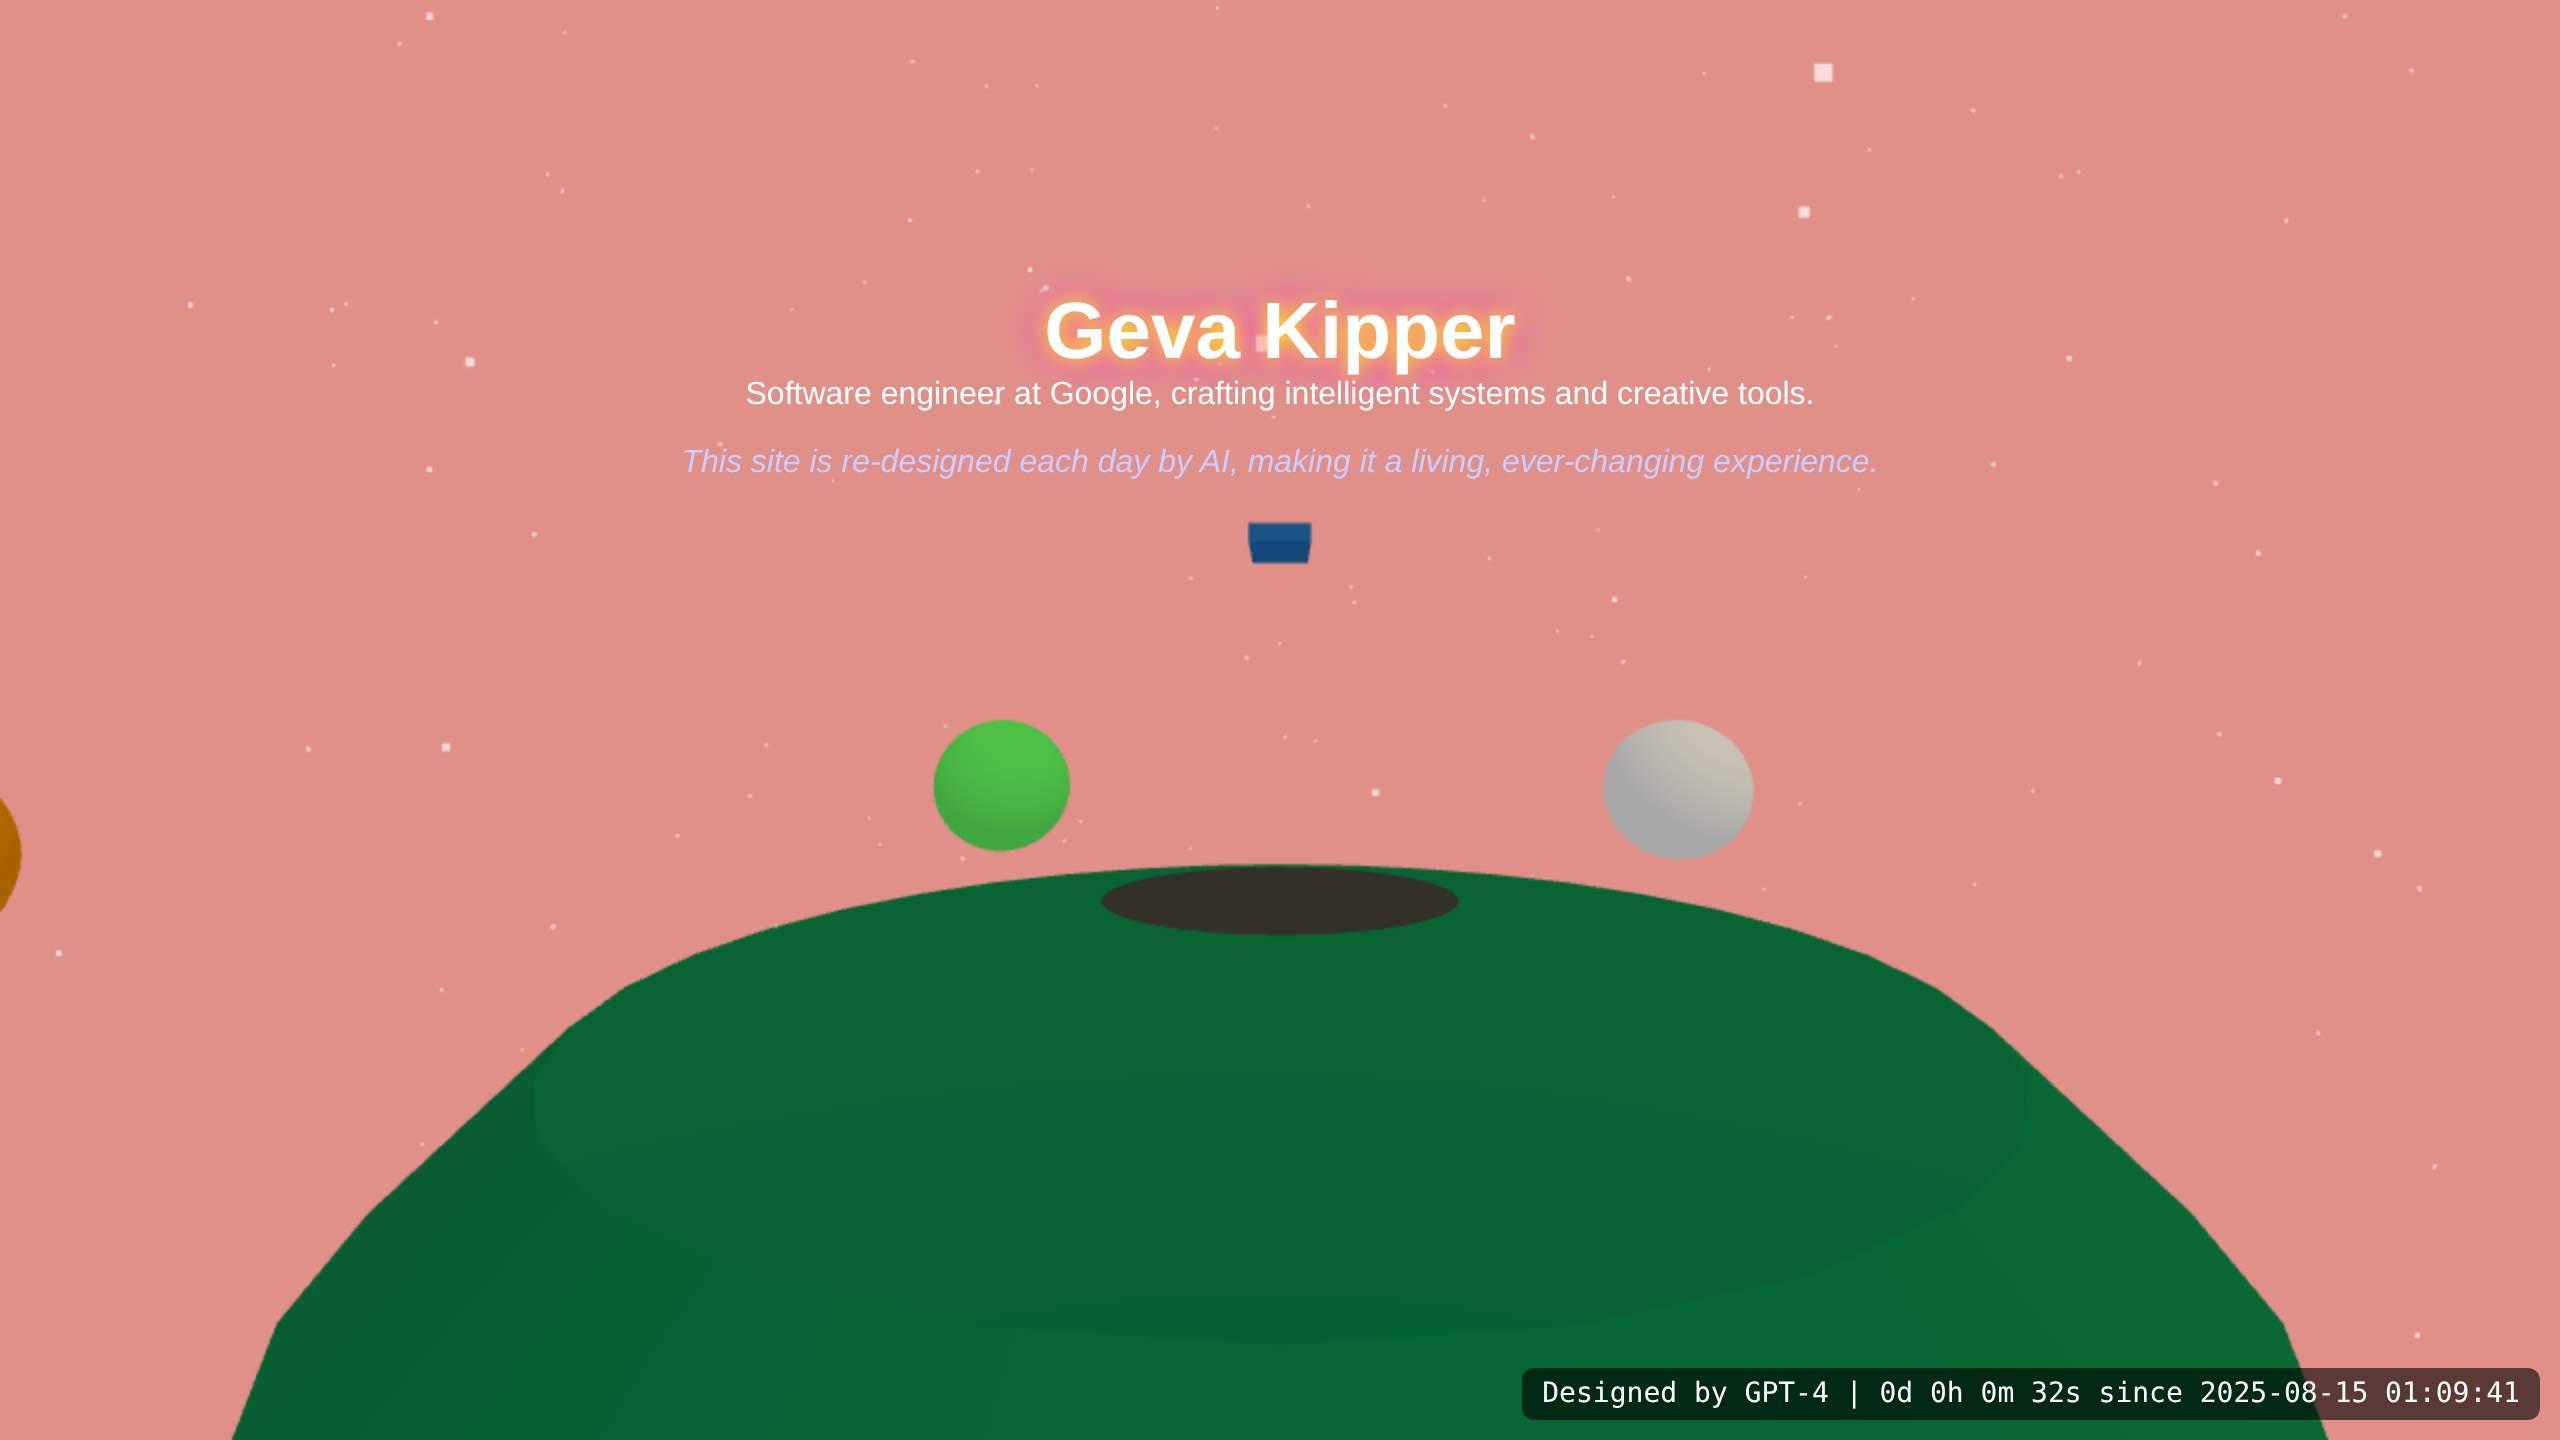 Geva Kipper
Software engineer at Google, crafting intelligent systems and creative tools.
This site is re-designed each day by AI, making it a living, ever-changing experience.
Designed by GPT-4 | 0d 0h 0m 32s since 2025-08-15 01:09:41